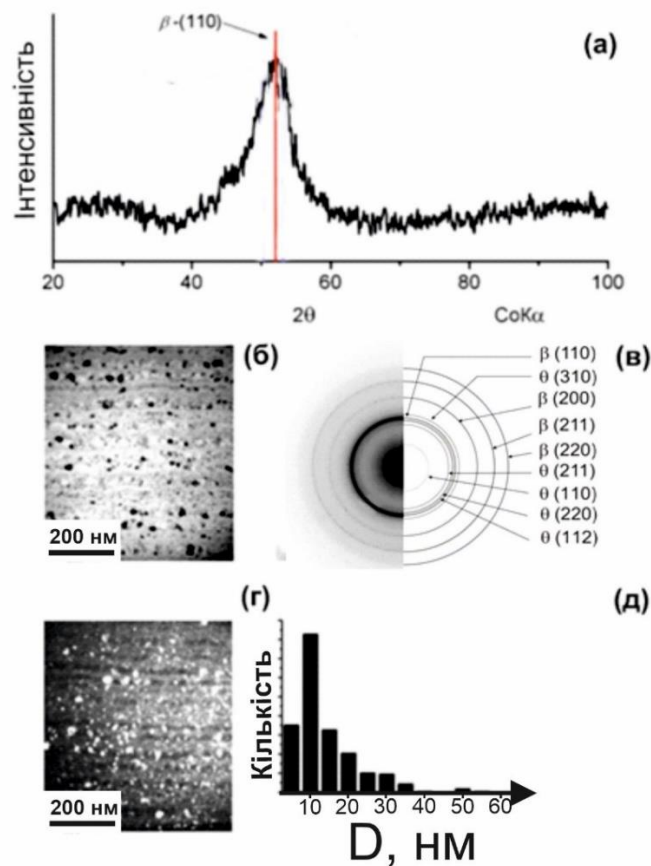 β-(110)
(а)
Інтенсивність
20
40
60
80
100
2θ
CoKα
(б)
200 нм
(в)
β (110)
θ (310)
β (200)
β (211)
β (220)
θ (211)
θ (110)
θ (220)
θ (112)
(г)
200 нм
(д)
Кількість
10
20
30
40
50
60
D, нм